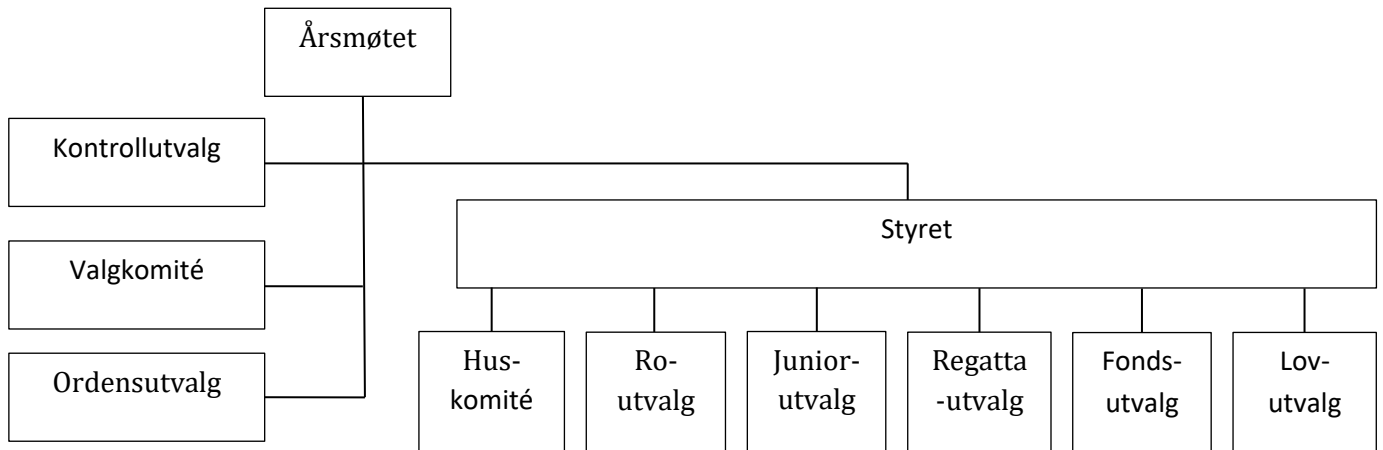 Årsmøtet
Kontrollutvalg
Styret
Valgkomité
Ordensutvalg
Hus-
komité
Ro-
utvalg
Junior-
utvalg
Regatta
-utvalg
Fonds-
utvalg
Lov-
utvalg